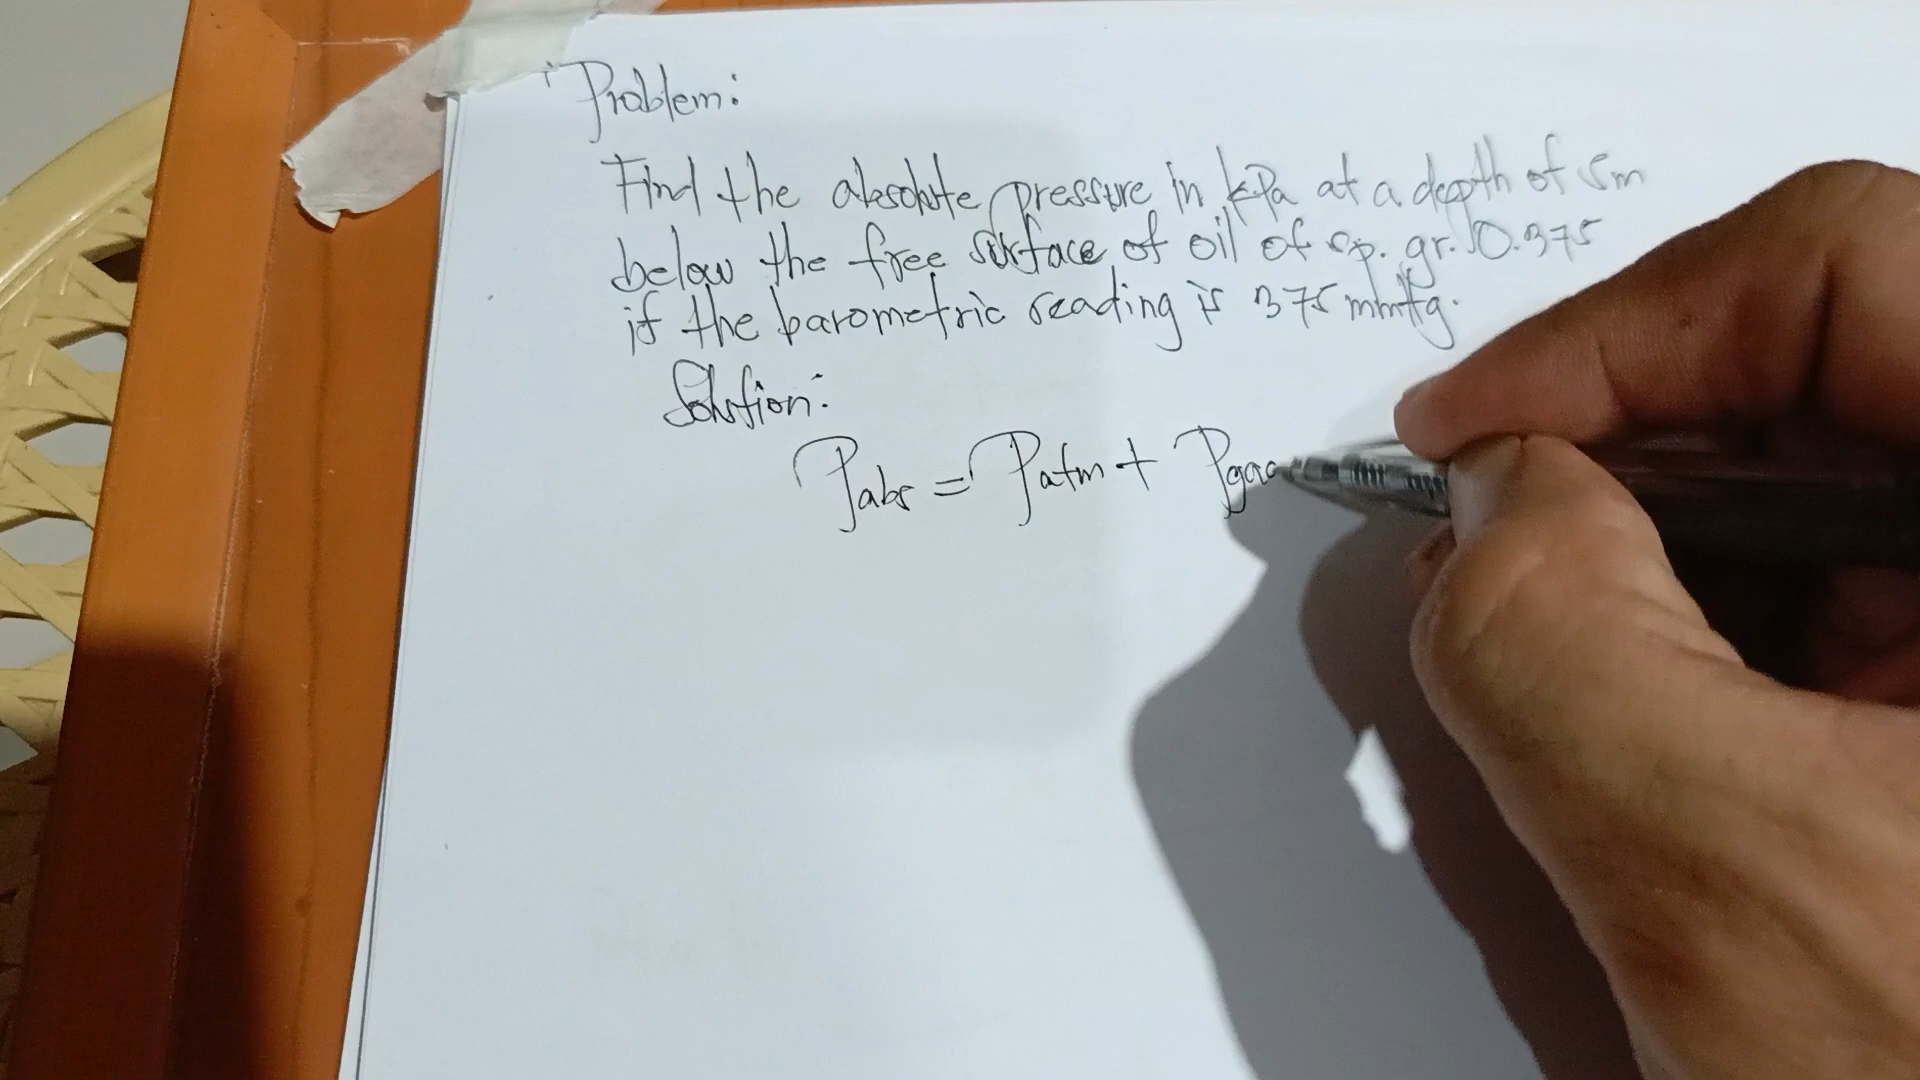 Problem:
Find the absolute pressure in kPa at a depth of 5m
below the free surface of oil of sp. gr. 0.375
if the barometric reading is 375 mmHg.
Solution:
Pabs = Patm + Pgag